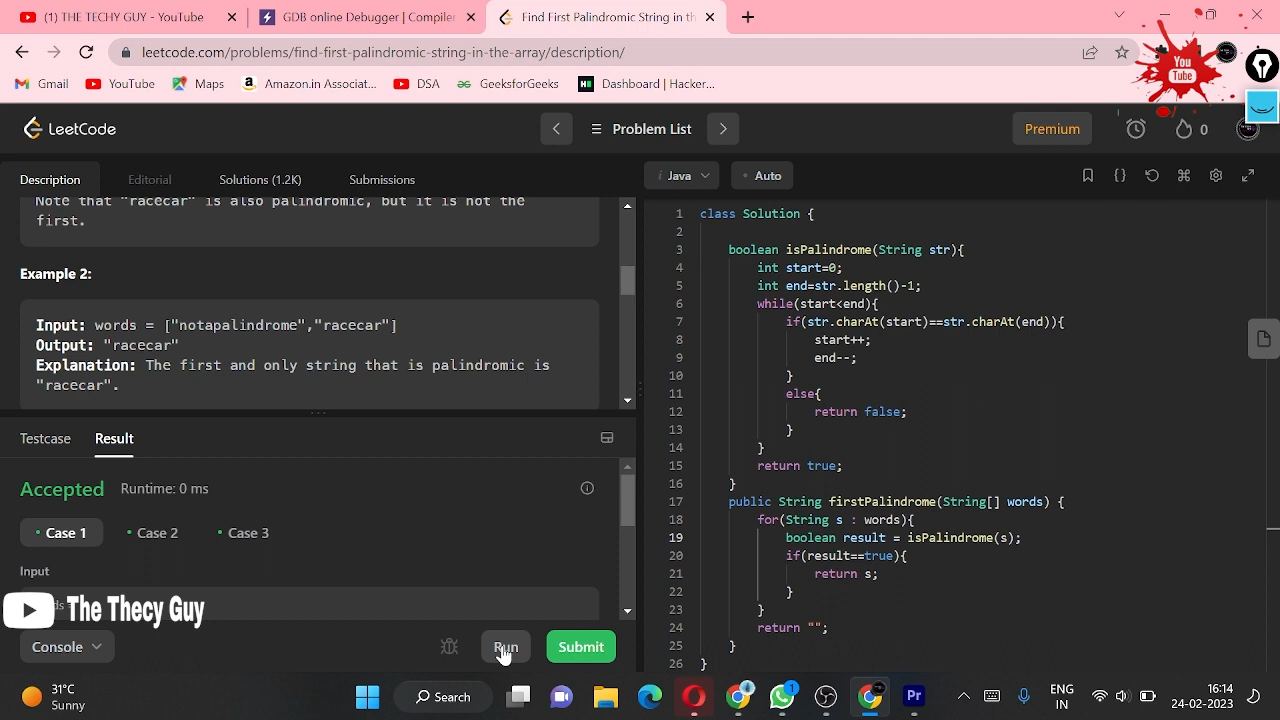 (1) THE TECHY GUY - YouTube
GDB online Debugger | Compiler
Find First Palindromic String in th
leetcode.com/problems/find-first-palindromic-string-in-the-array/description/
You
Tube
Gmail
YouTube
Maps
Amazon.in Associat...
DSA
GeeksforGeeks
Dashboard | Hacker...
LeetCode
Problem List
Premium
0
Description
Editorial
Solutions (1.2K)
Submissions
Java
Auto
Note that "racecar" is also palindromic, but it is not the
first.
Example 2:
Input: words = ["notapalindrome","racecar"]
Output: "racecar"
Explanation: The first and only string that is palindromic is
"racecar".
Testcase
Result
Accepted
Runtime: 0 ms
Case 1
Case 2
Case 3
Input
The Thecy Guy
Console
Run
Submit
1 class Solution {
2
3 boolean isPalindrome(String str){
4 int start=0;
5 int end=str.length()-1;
6 while(start<end){
7 if(str.charAt(start)==str.charAt(end)){
8 start++;
9 end--;
10 }
11 else{
12 return false;
13 }
14 }
15 return true;
16 }
17 public String firstPalindrome(String[] words) {
18 for(String s : words){
19 boolean result = isPalindrome(s);
20 if(result==true){
21 return s;
22 }
23 }
24 return "";
25 }
26 }
31°C
Sunny
Search
1
Pr
ENG
IN
16:14
24-02-2023